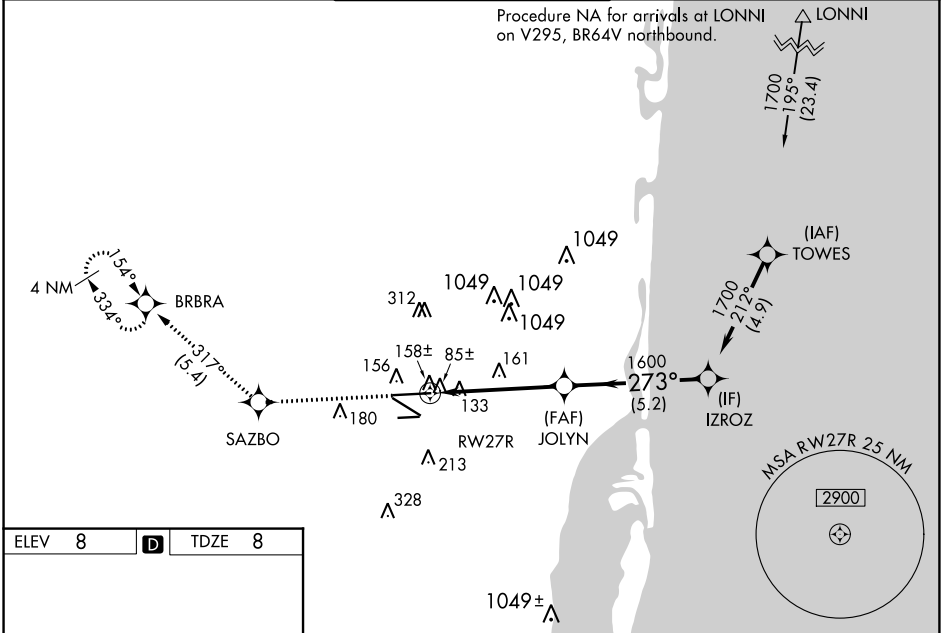 Procedure NA for arrivals at LONNI
on V295, BR64V northbound.
LONNI
1700
195°
(23.4)
(IAF)
TOWES
1700
212°
(4.9)
1049
1049
1049
1049
312
4 NM
154°
334°
BRBRA
317°
(5.4)
158±
85±
156
161
133
180
1600
273°
(5.2)
(IF)
IZROZ
(FAF)
JOLYN
SAZBO
RW27R
213
328
MSA RW27R 25 NM
2900
ELEV 8 D TDZE 8
1049±